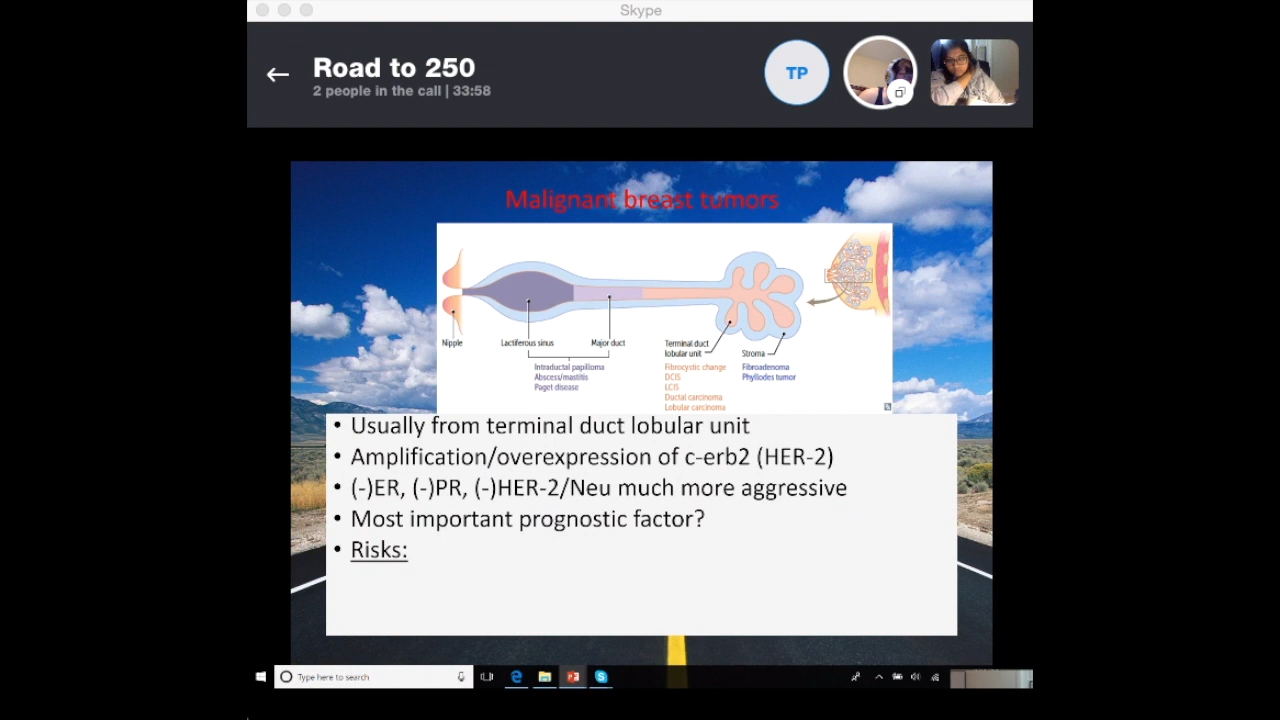 Skype
Road to 250
2 people in the call | 33:58
TP
Malignant breast tumors
Nipple
Lactiferous sinus
Major duct
Terminal duct
lobular unit
Stroma
Intraductal papilloma
Abscess/mastitis
Paget disease
Fibrocystic change
DCIS
LCIS
Ductal carcinoma
Lobular carcinoma
Fibroadenoma
Phyllodes tumor
• Usually from terminal duct lobular unit
• Amplification/overexpression of c-erb2 (HER-2)
• (-)ER, (-)PR, (-)HER-2/Neu much more aggressive
• Most important prognostic factor?
• Risks:
Type here to search